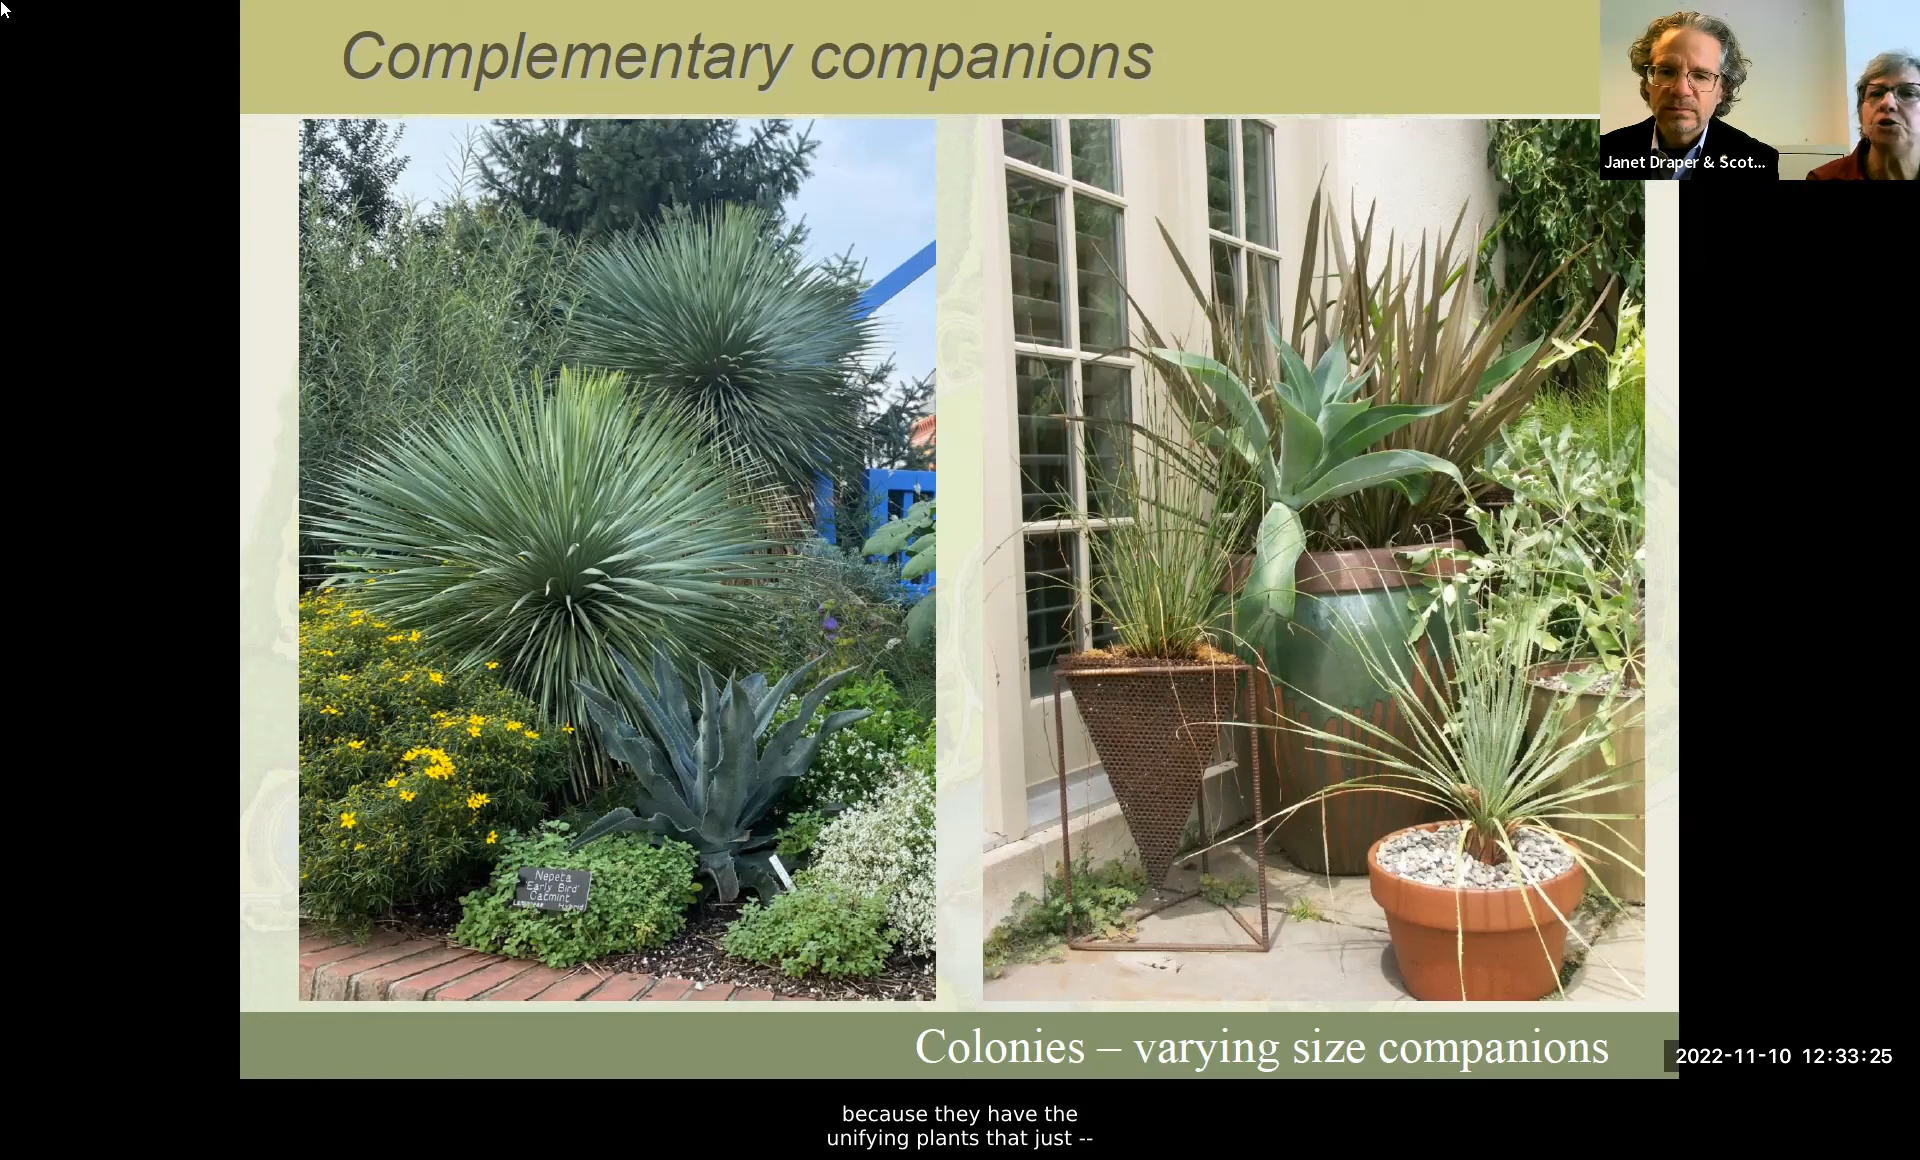 Complementary companions
Janet Draper & Scot...
Nepeta
'Early Bird'
Catmint
Hybrid
Colonies – varying size companions
2022-11-10 12:33:25
because they have the
unifying plants that just --